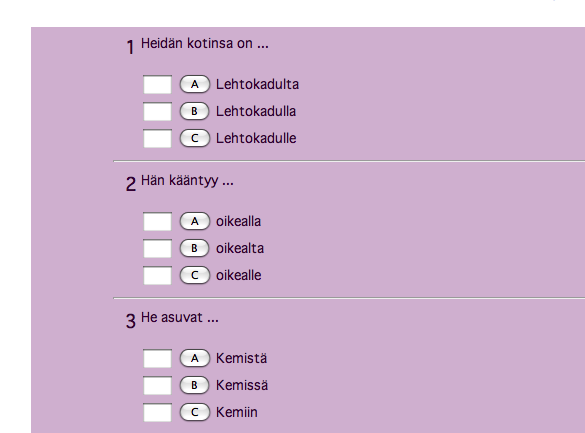 1 Heidän kotinsa on ...
A Lehtokadulta
B Lehtokadulla
C Lehtokadulle
2 Hän kääntyy ...
A oikealla
B oikealta
C oikealle
3 He asuvat ...
A Kemistä
B Kemissä
C Kemiin